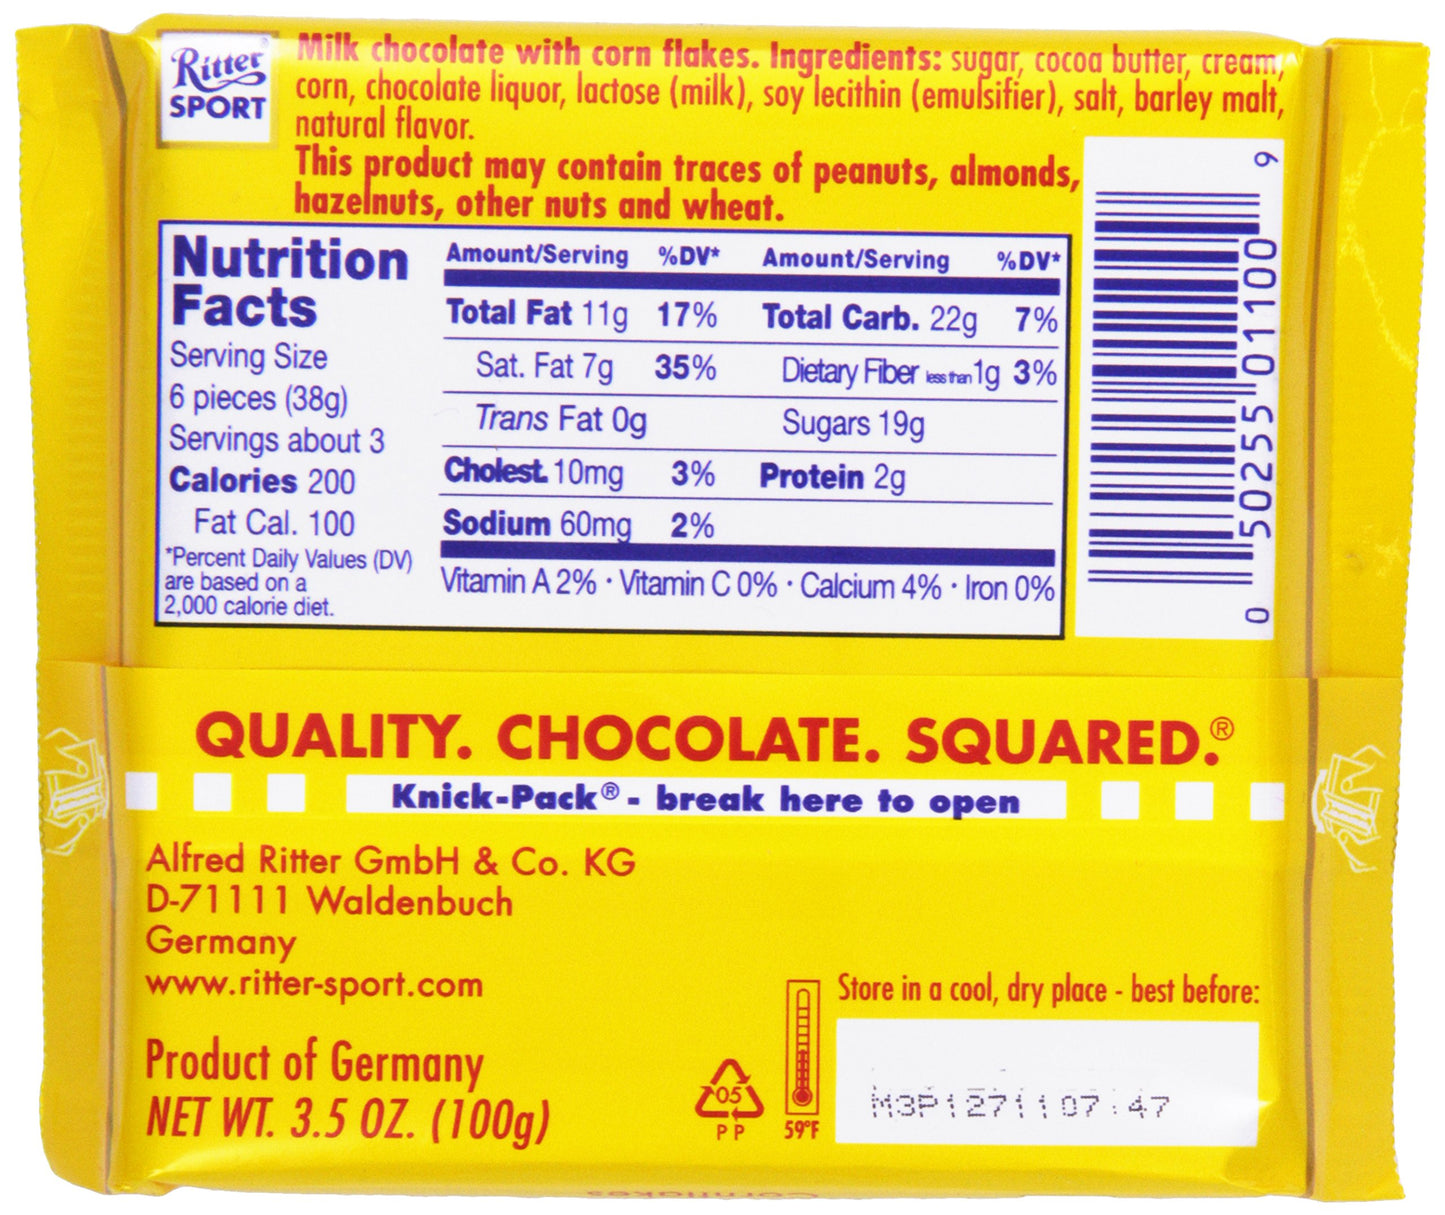 Ritter
SPORT
Milk chocolate with corn flakes. Ingredients: sugar, cocoa butter, cream,
corn, chocolate liquor, lactose (milk), soy lecithin (emulsifier), salt, barley malt,
natural flavor.
This product may contain traces of peanuts, almonds,
hazelnuts, other nuts and wheat.
Nutrition
Facts
Serving Size
6 pieces (38g)
Servings about 3
Calories 200
Fat Cal. 100
*Percent Daily Values (DV)
are based on a
2,000 calorie diet.
Amount/Serving %DV* Amount/Serving %DV*
Total Fat 11g 17% Total Carb. 22g 7%
Sat. Fat 7g 35% Dietary Fiber less than 1g 3%
Trans Fat 0g Sugars 19g
Cholest. 10mg 3% Protein 2g
Sodium 60mg 2%
Vitamin A 2% · Vitamin C 0% · Calcium 4% · Iron 0%
0 50255 01100 9
QUALITY. CHOCOLATE. SQUARED.®
Knick-Pack® - break here to open
Alfred Ritter GmbH & Co. KG
D-71111 Waldenbuch
Germany
www.ritter-sport.com
Product of Germany
NET WT. 3.5 OZ. (100g)
05
PP
59°F
Store in a cool, dry place - best before:
M3P1271107:47